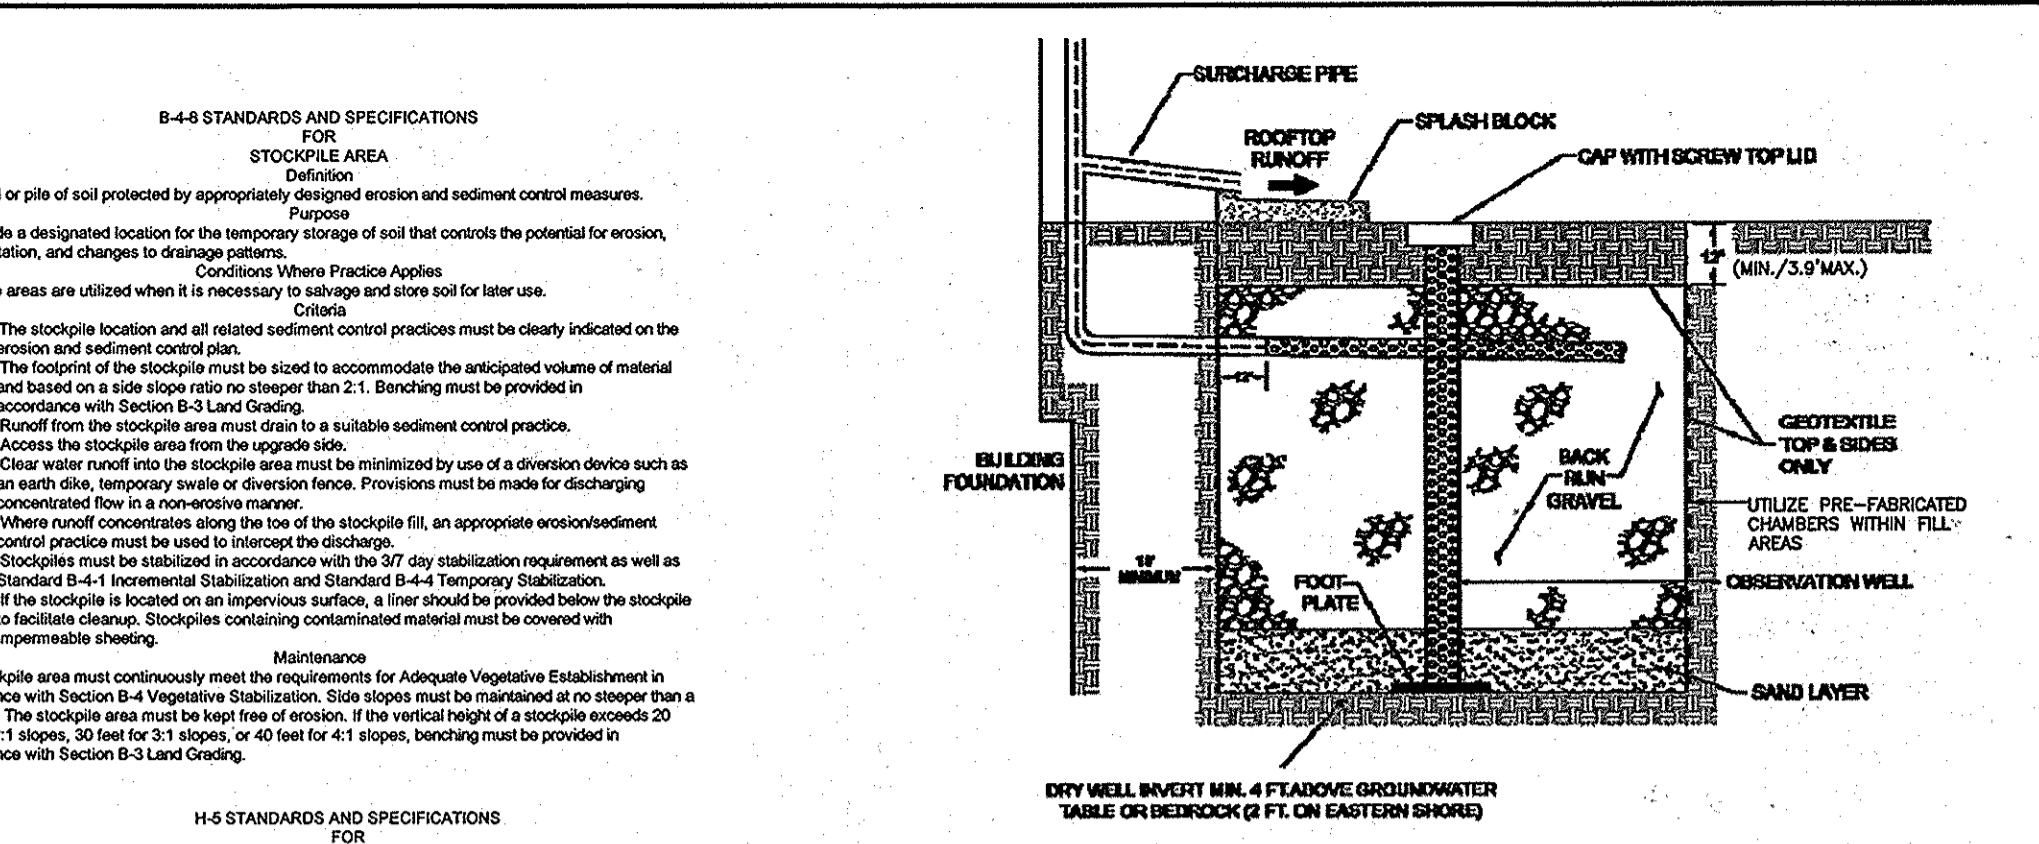 B-4-8 STANDARDS AND SPECIFICATIONS
FOR
STOCKPILE AREA
Definition
or pile of soil protected by appropriately designed erosion and sediment control measures.
Purpose
a designated location for the temporary storage of soil that controls the potential for erosion,
and changes to drainage patterns.
Conditions Where Practice Applies
areas are utilized when it is necessary to salvage and store soil for later use.
Criteria
The stockpile location and all related sediment control practices must be clearly indicated on the
erosion and sediment control plan.
The footprint of the stockpile must be sized to accommodate the anticipated volume of material
and based on a side slope ratio no steeper than 2:1. Benching must be provided in
accordance with Section B-3 Land Grading.
Runoff from the stockpile area must drain to a suitable sediment control practice.
Access the stockpile area from the upgrade side.
Clear water runoff into the stockpile area must be minimized by use of a diversion device such as
an earth dike, temporary swale or diversion fence. Provisions must be made for discharging
concentrated flow in a non-erosive manner.
Where runoff concentrates along the toe of the stockpile fill, an appropriate erosion/sediment
control practice must be used to intercept the discharge.
Stockpiles must be stabilized in accordance with the 3/7 day stabilization requirement as well as
Standard B-4-1 Incremental Stabilization and Standard B-4-4 Temporary Stabilization.
If the stockpile is located on an impervious surface, a liner should be provided below the stockpile
to facilitate cleanup. Stockpiles containing contaminated material must be covered with
impermeable sheeting.
Maintenance
area must continuously meet the requirements for Adequate Vegetative Establishment in
with Section B-4 Vegetative Stabilization. Side slopes must be maintained at no steeper than a
The stockpile area must be kept free of erosion. If the vertical height of a stockpile exceeds 20
:1 slopes, 30 feet for 3:1 slopes, or 40 feet for 4:1 slopes, benching must be provided in
with Section B-3 Land Grading.
H-5 STANDARDS AND SPECIFICATIONS
FOR
SURCHARGE PIPE
SPLASH BLOCK
ROOFTOP
RUNOFF
CAP WITH SCREW TOP LID
12"
(MIN./3.9'MAX.)
12"
GEOTEXTILE
TOP & SIDES
ONLY
BUILDING
FOUNDATION
BACK
RUN
GRAVEL
UTILIZE PRE-FABRICATED
CHAMBERS WITHIN FILL
AREAS
MINIMUM
FOOT
PLATE
OBSERVATION WELL
SAND LAYER
DRY WELL INVERT MIN. 4 FT. ABOVE GROUNDWATER
TABLE OR BEDROCK (2 FT. ON EASTERN SHORE)